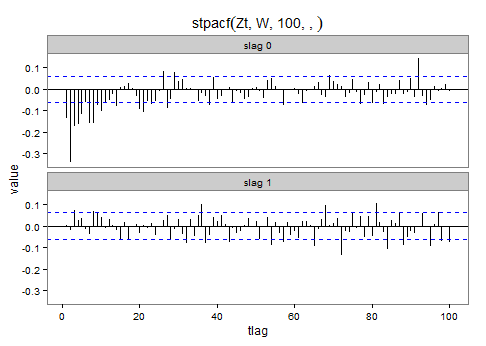 stpacf(Zt, W, 100, , )
slag 0
0.1
0.0
-0.1
-0.2
-0.3
slag 1
0.1
0.0
-0.1
-0.2
-0.3
value
0 20 40 60 80 100
tlag